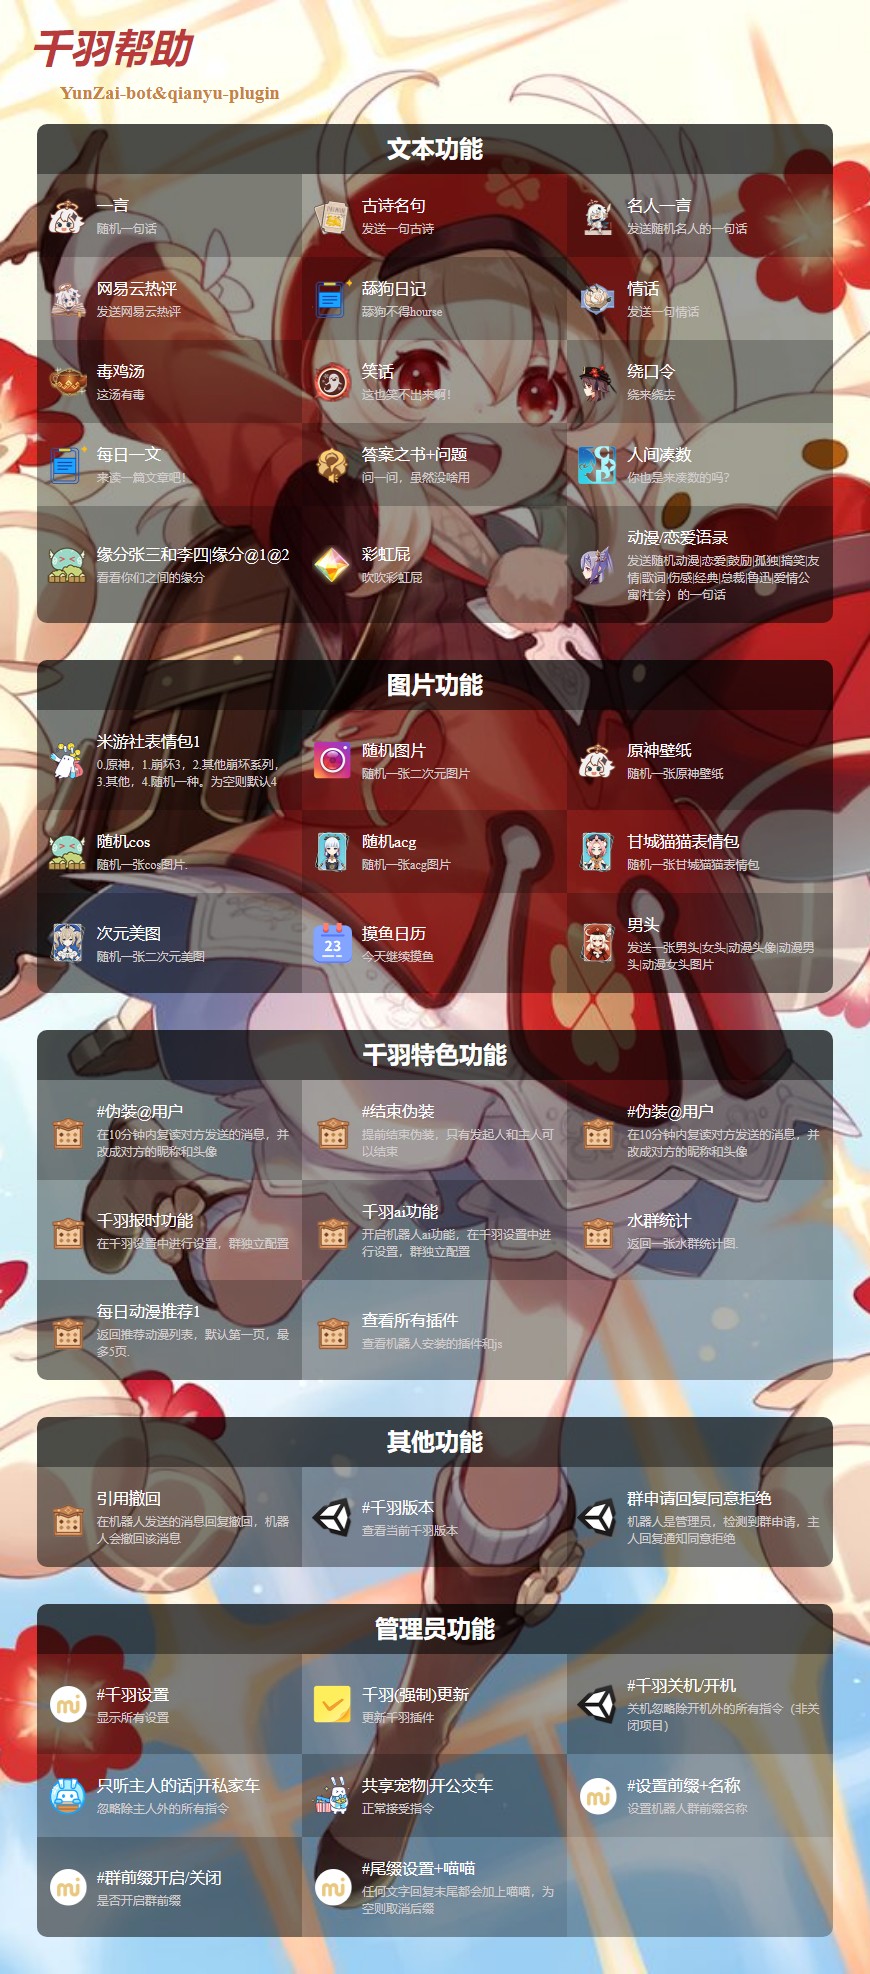 千羽帮助
YunZai-bot&qianyu-plugin
文本功能
一言
随机一句话
古诗名句
发送一句古诗
名人一言
发送随机名人的一句话
网易云热评
发送网易云热评
舔狗日记
舔狗不得hourse
情话
发送一句情话
毒鸡汤
这汤有毒
笑话
这也笑不出来啊！
绕口令
绕来绕去
每日一文
来读一篇文章吧！
答案之书+问题
问一问，虽然没啥用
人间凑数
你也是来凑数的吗？
缘分张三和李四|缘分@1@2
看看你们之间的缘分
彩虹屁
吹吹彩虹屁
动漫/恋爱语录
发送随机动漫|恋爱|鼓励|孤独|搞笑|友
情|歌词|伤感|经典|总裁|鲁迅|爱情公
寓|社会）的一句话
图片功能
米游社表情包1
0.原神，1.崩坏3，2.其他崩坏系列，
3.其他，4.随机一种。为空则默认4
随机图片
随机一张二次元图片
原神壁纸
随机一张原神壁纸
随机cos
随机一张cos图片.
随机acg
随机一张acg图片
甘城猫猫表情包
随机一张甘城猫猫表情包
次元美图
随机一张二次元美图
23
摸鱼日历
今天继续摸鱼
男头
发送一张男头|女头|动漫头像|动漫男
头|动漫女头图片
千羽特色功能
#伪装@用户
在10分钟内复读对方发送的消息，并
改成对方的昵称和头像
#结束伪装
提前结束伪装，只有发起人和主人可
以结束
#伪装@用户
在10分钟内复读对方发送的消息，并
改成对方的昵称和头像
千羽报时功能
在千羽设置中进行设置，群独立配置
千羽ai功能
开启机器人ai功能，在千羽设置中进
行设置，群独立配置
水群统计
返回一张水群统计图.
每日动漫推荐1
返回推荐动漫列表，默认第一页，最
多5页.
查看所有插件
查看机器人安装的插件和js
其他功能
引用撤回
在机器人发送的消息回复撤回，机器
人会撤回该消息
#千羽版本
查看当前千羽版本
群申请回复同意拒绝
机器人是管理员，检测到群申请，主
人回复通知同意拒绝
管理员功能
#千羽设置
显示所有设置
千羽(强制)更新
更新千羽插件
#千羽关机/开机
关机忽略除开机外的所有指令（非关
闭项目）
只听主人的话|开私家车
忽略除主人外的所有指令
共享宠物|开公交车
正常接受指令
#设置前缀+名称
设置机器人群前缀名称
#群前缀开启/关闭
是否开启群前缀
#尾缀设置+喵喵
任何文字回复末尾都会加上喵喵，为
空则取消后缀